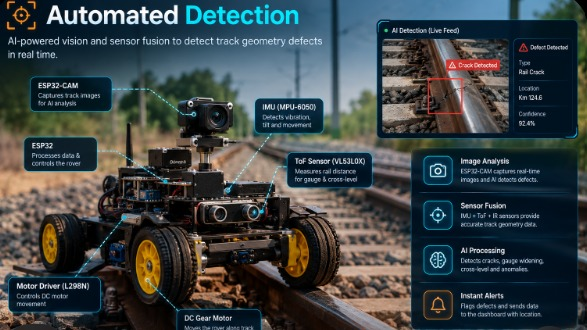 Automated Detection
AI-powered vision and sensor fusion to detect track geometry defects
in real time.
ESP32-CAM
Captures track images
for AI analysis
IMU (MPU-6050)
Detects vibration,
tilt and movement
ESP32
Processes data &
controls the rover
ToF Sensor (VL53L0X)
Measures rail distance
for gauge & cross-level
Motor Driver (L298N)
Controls DC motor
movement
DC Gear Motor
Moves the rover along track
AI Detection (Live Feed)
Crack Detected
Defect Detected
Type
Rail Crack
Location
Km 124.6
Confidence
92.4%
Image Analysis
ESP32-CAM captures real-time
images and AI detects defects.
Sensor Fusion
IMU + ToF + IR sensors provide
accurate track geometry data.
AI Processing
Detects cracks, gauge widening,
cross-level and anomalies.
Instant Alerts
Flags defects and sends data
to the dashboard with location.